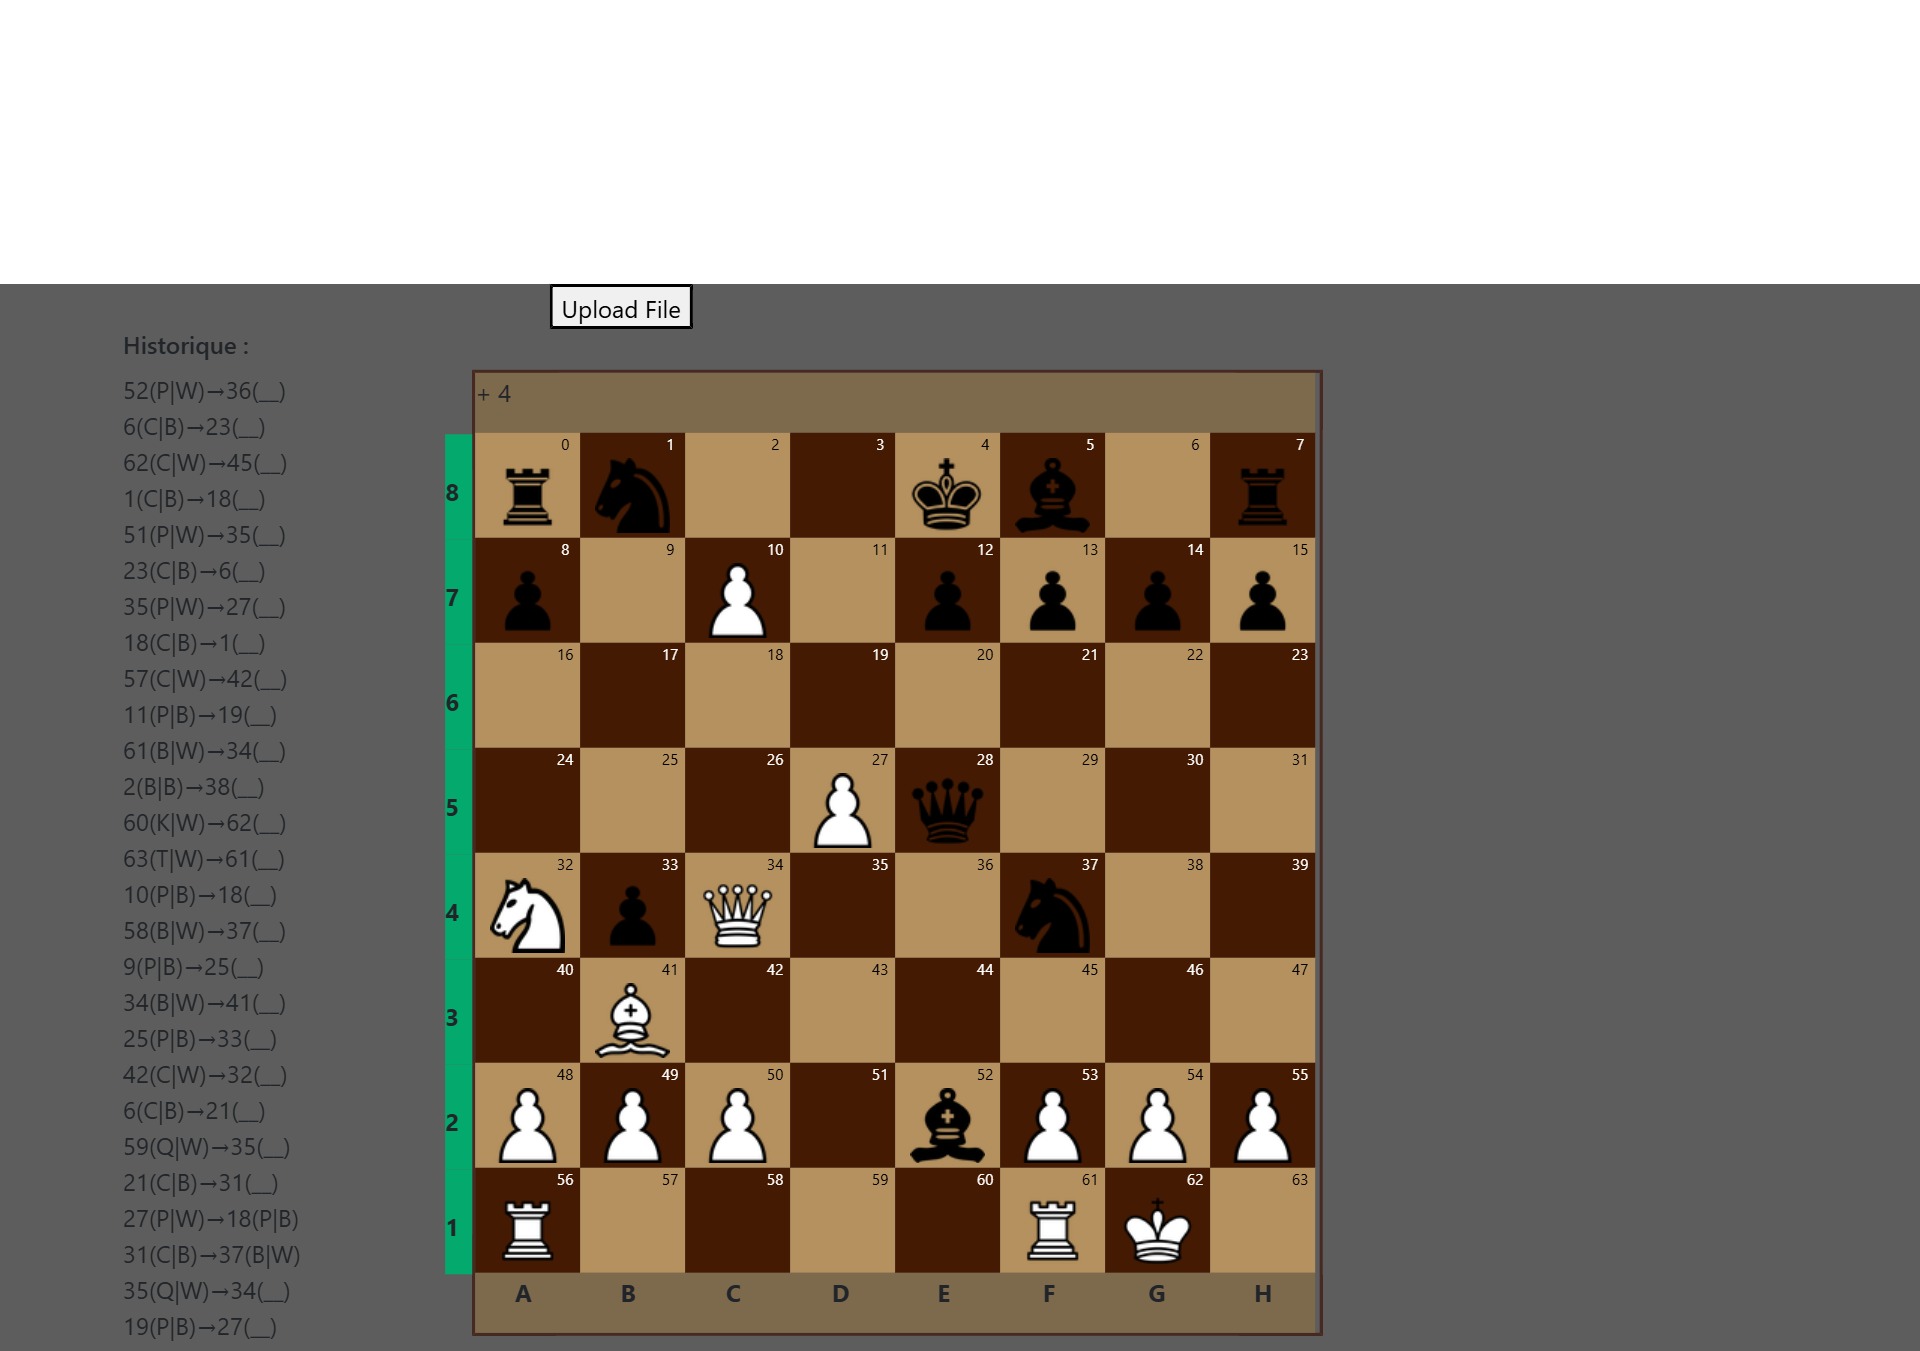 Upload File
Historique :
52(P|W)→36(__)
6(C|B)→23(__)
62(C|W)→45(__)
1(C|B)→18(__)
51(P|W)→35(__)
23(C|B)→6(__)
35(P|W)→27(__)
18(C|B)→1(__)
57(C|W)→42(__)
11(P|B)→19(__)
61(B|W)→34(__)
2(B|B)→38(__)
60(K|W)→62(__)
63(T|W)→61(__)
10(P|B)→18(__)
58(B|W)→37(__)
9(P|B)→25(__)
34(B|W)→41(__)
25(P|B)→33(__)
42(C|W)→32(__)
6(C|B)→21(__)
59(Q|W)→35(__)
21(C|B)→31(__)
27(P|W)→18(P|B)
31(C|B)→37(B|W)
35(Q|W)→34(__)
19(P|B)→27(__)
+ 4
0 1 2 3 4 5 6 7
8
8 9 10 11 12 13 14 15
7
16 17 18 19 20 21 22 23
6
24 25 26 27 28 29 30 31
5
32 33 34 35 36 37 38 39
4
40 41 42 43 44 45 46 47
3
48 49 50 51 52 53 54 55
2
56 57 58 59 60 61 62 63
1
A B C D E F G H